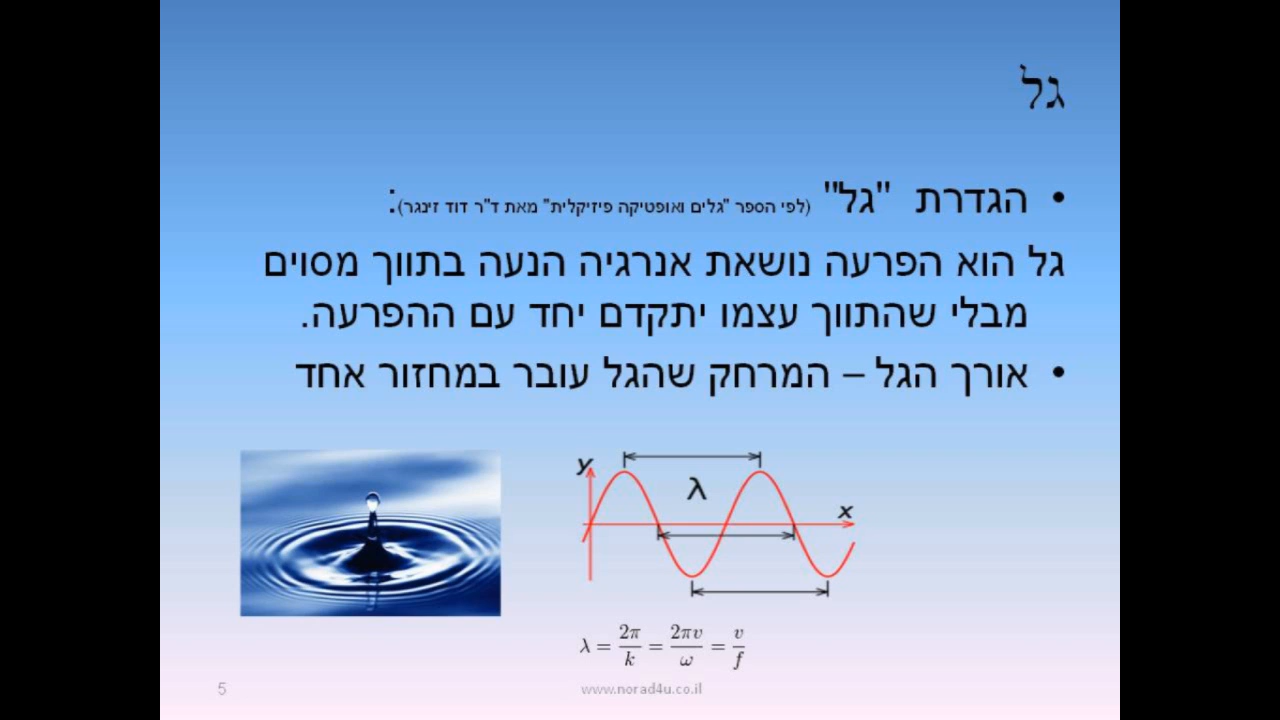 גל
• הגדרת "גל" (לפי הספר "גלים ואופטיקה פיזיקלית" מאת ד"ר דוד זינגר):
גל הוא הפרעה נושאת אנרגיה הנעה בתווך מסוים
מבלי שהתווך עצמו יתקדם יחד עם ההפרעה.
• אורך הגל – המרחק שהגל עובר במחזור אחד
y
λ
x
λ = 2π/k = 2πv/ω = v/f
5
www.norad4u.co.il